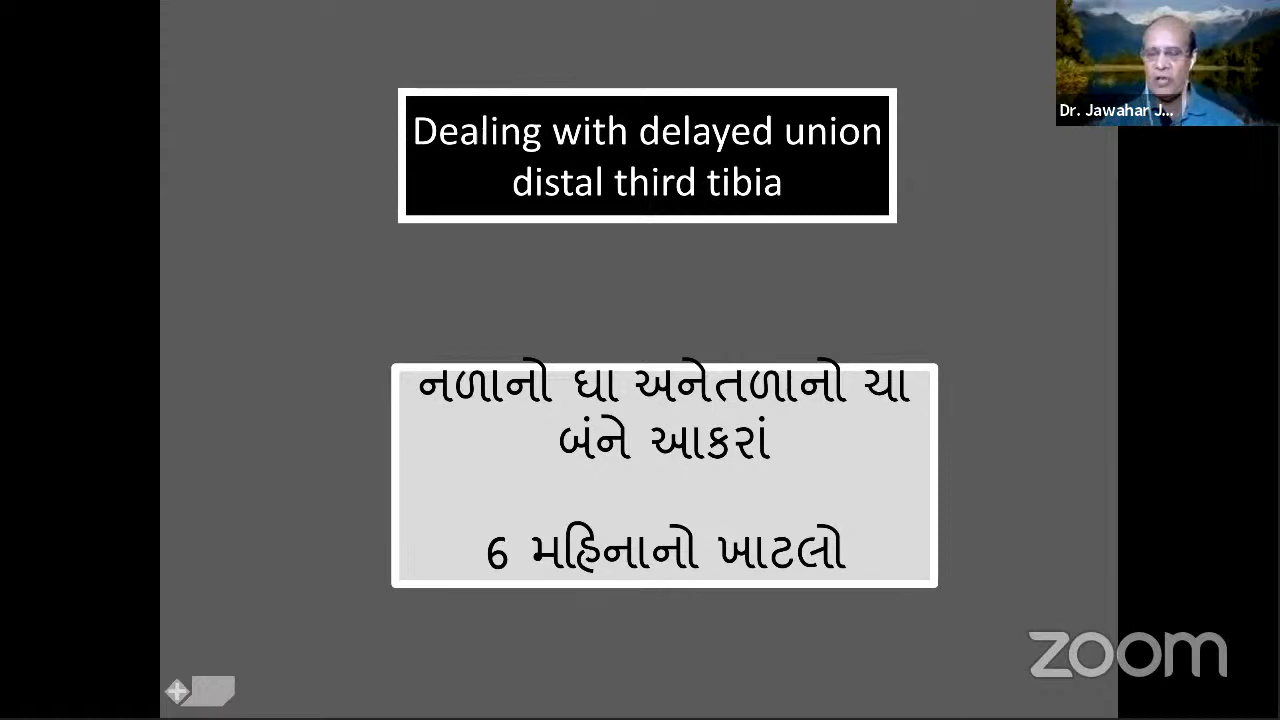 Dr. Jawahar J...
Dealing with delayed union
distal third tibia
નળાનો ઘા અનેતળાનો ચા
બંને આકરાં
6 મહિનાનો ખાટલો
zoom